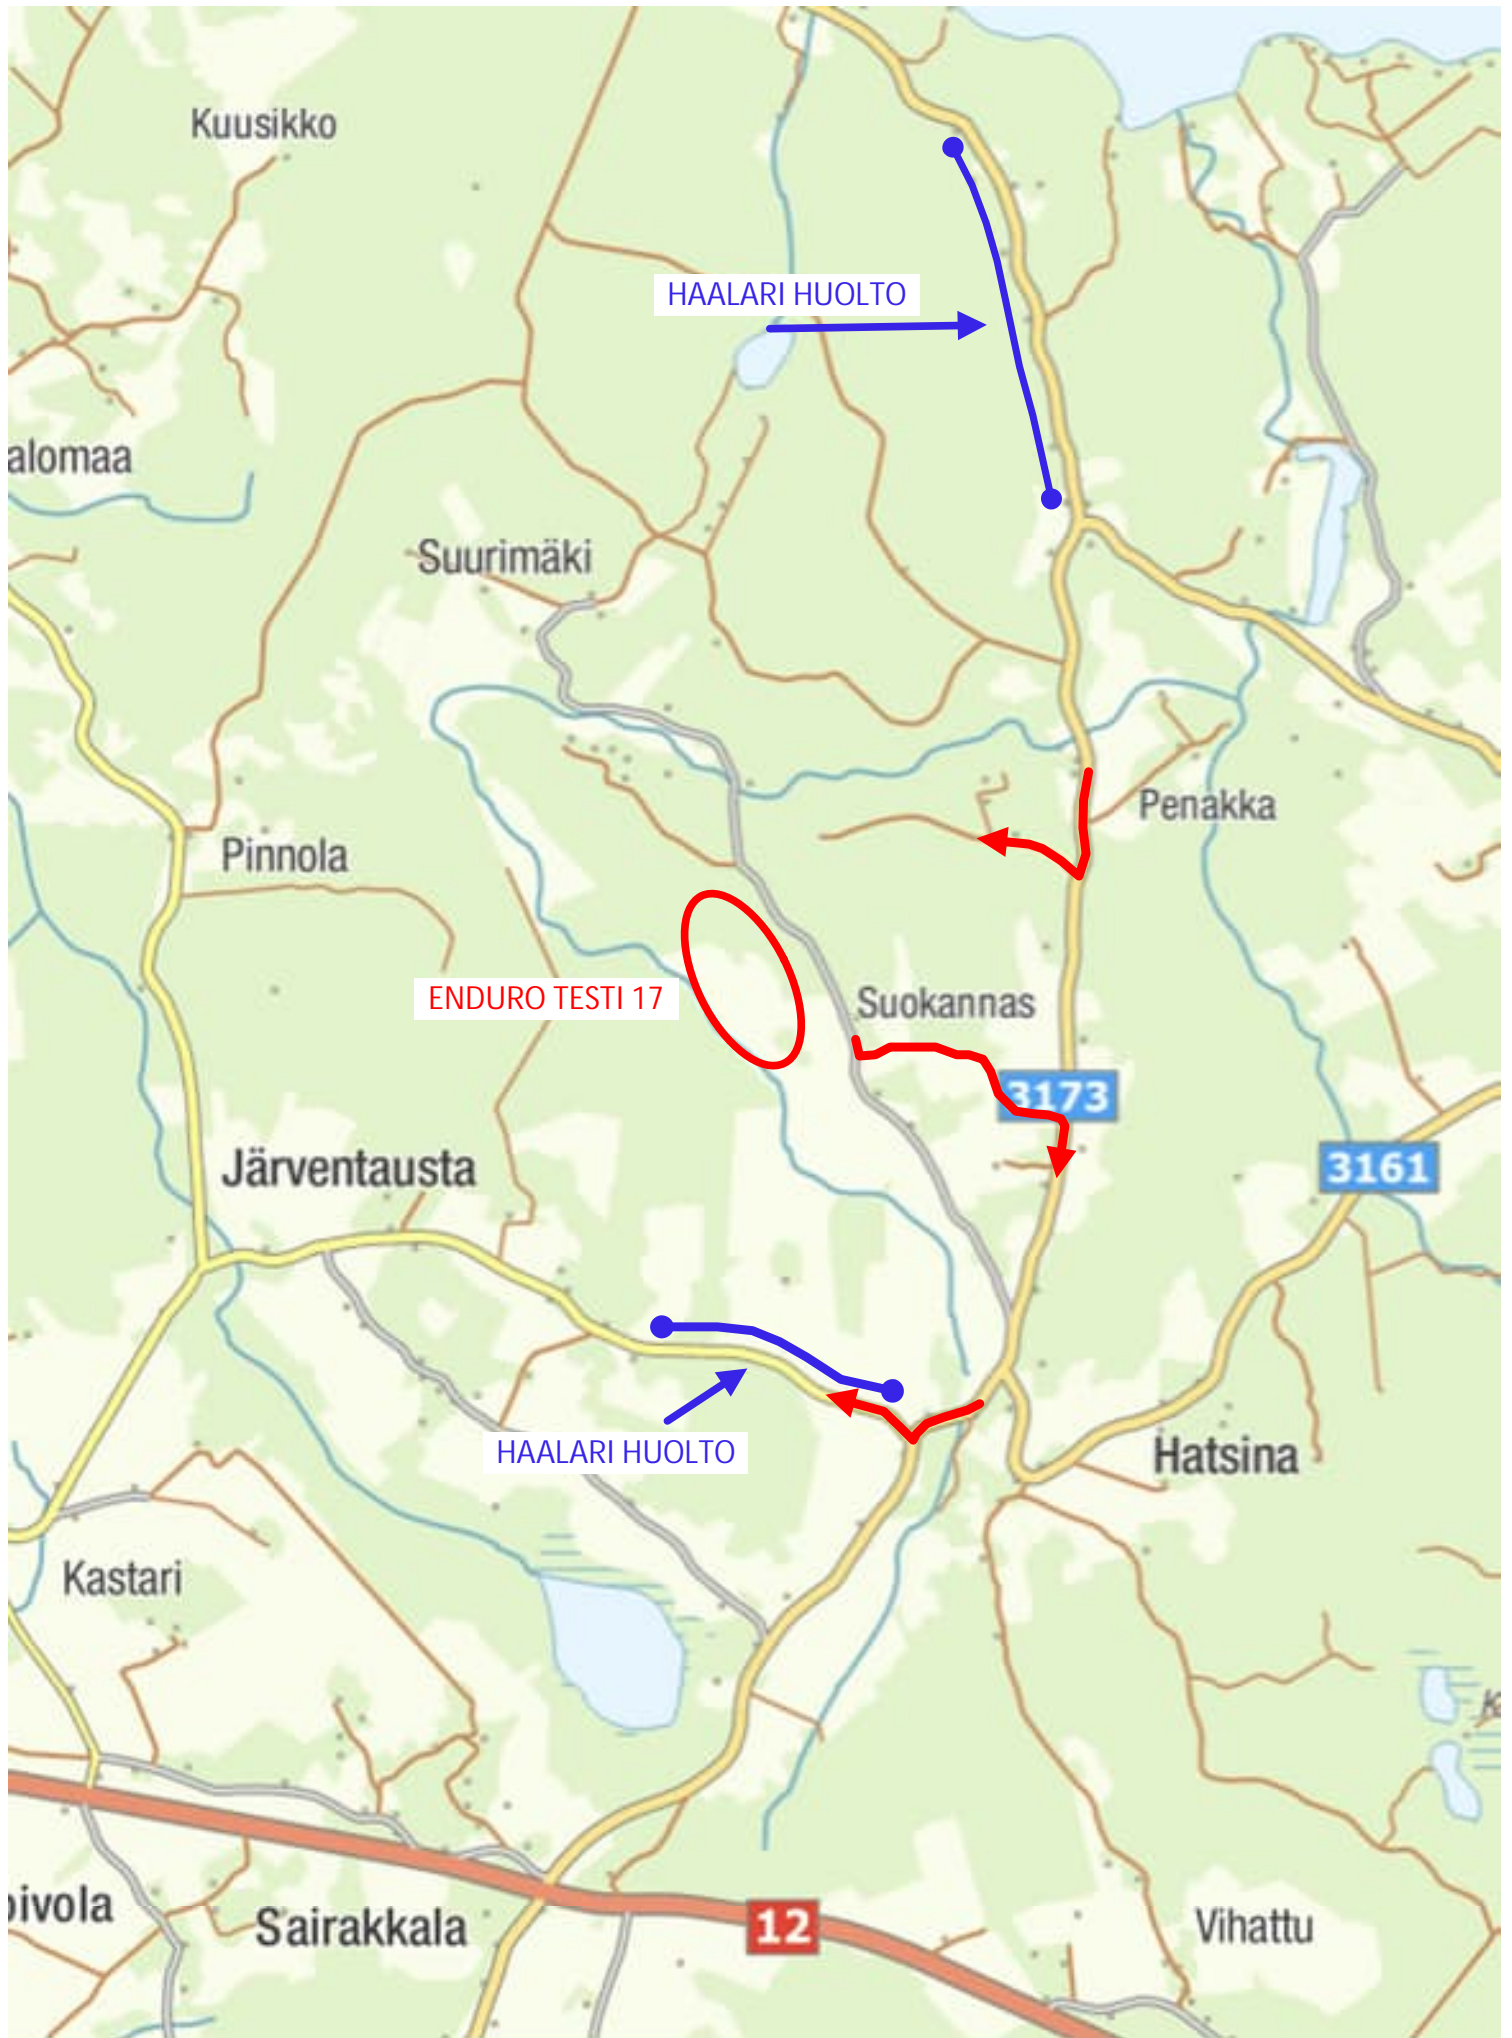 Kuusikko
HAALARI HUOLTO
alomaa
Suurimäki
Penakka
Pinnola
ENDURO TESTI 17
Suokannas
3173
Järventausta
3161
HAALARI HUOLTO
Hatsina
Kastari
K
ivola
Sairakkala
12
Vihattu